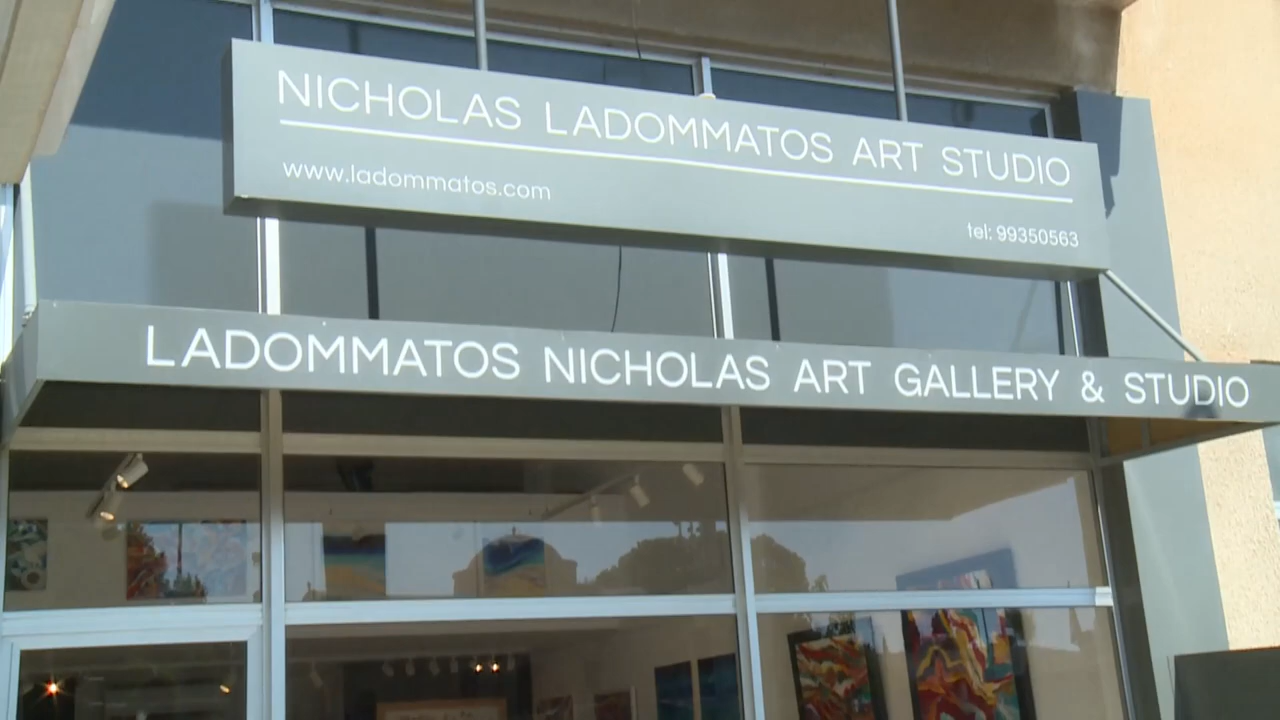 NICHOLAS LADOMMATOS ART STUDIO
www.ladommatos.com
tel: 99350563
LADOMMATOS NICHOLAS ART GALLERY & STUDIO